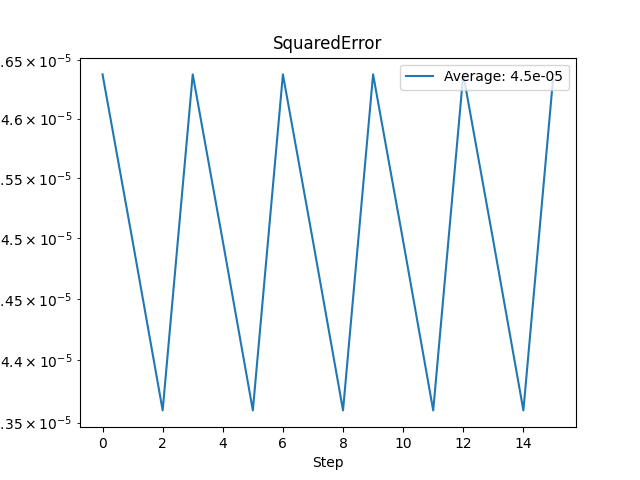 SquaredError
Average: 4.5e-05
.65 × 10⁻⁵
4.6 × 10⁻⁵
.55 × 10⁻⁵
4.5 × 10⁻⁵
.45 × 10⁻⁵
4.4 × 10⁻⁵
.35 × 10⁻⁵
0 2 4 6 8 10 12 14
Step